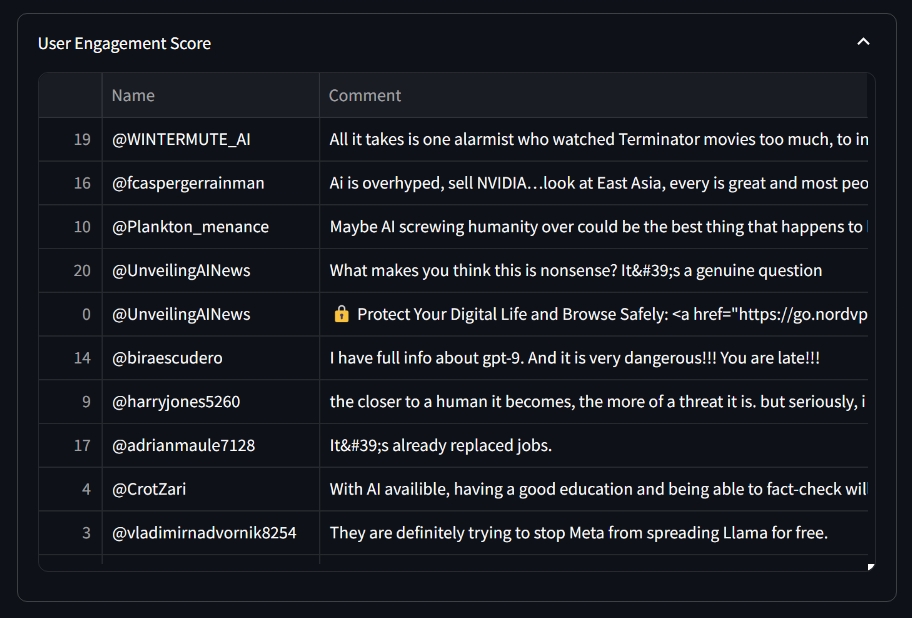 User Engagement Score
Name Comment
19 @WINTERMUTE_AI All it takes is one alarmist who watched Terminator movies too much, to in
16 @fcaspergerrainman Ai is overhyped, sell NVIDIA...look at East Asia, every is great and most peo
10 @Plankton_menance Maybe AI screwing humanity over could be the best thing that happens to
20 @UnveilingAINews What makes you think this is nonsense? It&#39;s a genuine question
0 @UnveilingAINews 🔒 Protect Your Digital Life and Browse Safely: <a href="https://go.nordvp
14 @biraescudero I have full info about gpt-9. And it is very dangerous!!! You are late!!!
9 @harryjones5260 the closer to a human it becomes, the more of a threat it is. but seriously, i
17 @adrianmaule7128 It&#39;s already replaced jobs.
4 @CrotZari With AI availible, having a good education and being able to fact-check wil
3 @vladimirnadvornik8254 They are definitely trying to stop Meta from spreading Llama for free.